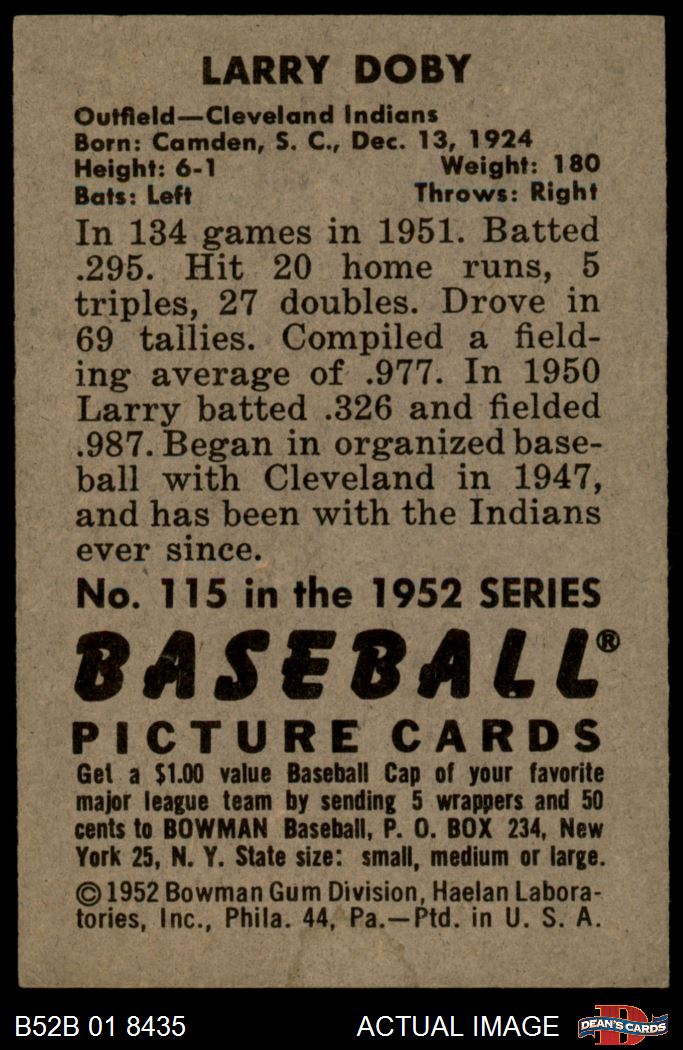 LARRY DOBY
Outfield—Cleveland Indians
Born: Camden, S. C., Dec. 13, 1924
Height: 6-1 Weight: 180
Bats: Left Throws: Right
In 134 games in 1951. Batted
.295. Hit 20 home runs, 5
triples, 27 doubles. Drove in
69 tallies. Compiled a field-
ing average of .977. In 1950
Larry batted .326 and fielded
.987. Began in organized base-
ball with Cleveland in 1947,
and has been with the Indians
ever since.
No. 115 in the 1952 SERIES
BASEBALL®
PICTURE CARDS
Get a $1.00 value Baseball Cap of your favorite
major league team by sending 5 wrappers and 50
cents to BOWMAN Baseball, P. O. BOX 234, New
York 25, N. Y. State size: small, medium or large.
©1952 Bowman Gum Division, Haelan Labora-
tories, Inc., Phila. 44, Pa.—Ptd. in U. S. A.
B52B 01 8435 ACTUAL IMAGE D DEAN'S CARDS